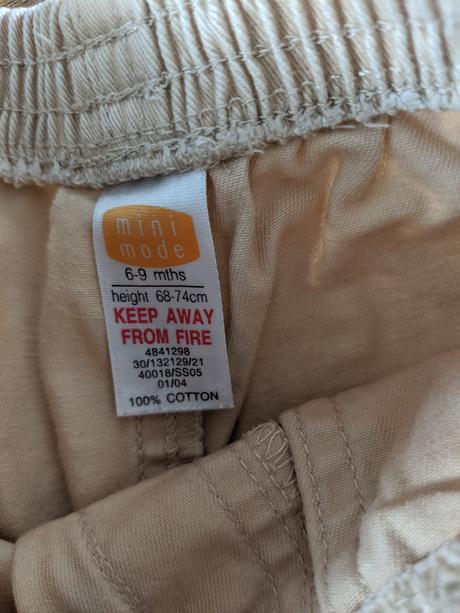 mini
mode
6-9 mths
height 68-74cm
KEEP AWAY
FROM FIRE
4841298
30/132129/21
40018/SS05
01/04
100% COTTON